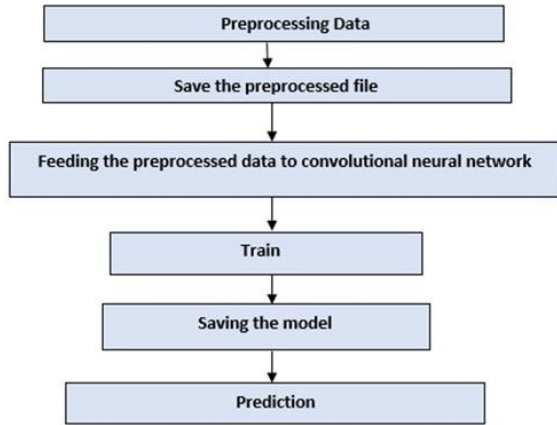 Preprocessing Data
Save the preprocessed file
Feeding the preprocessed data to convolutional neural network
Train
Saving the model
Prediction